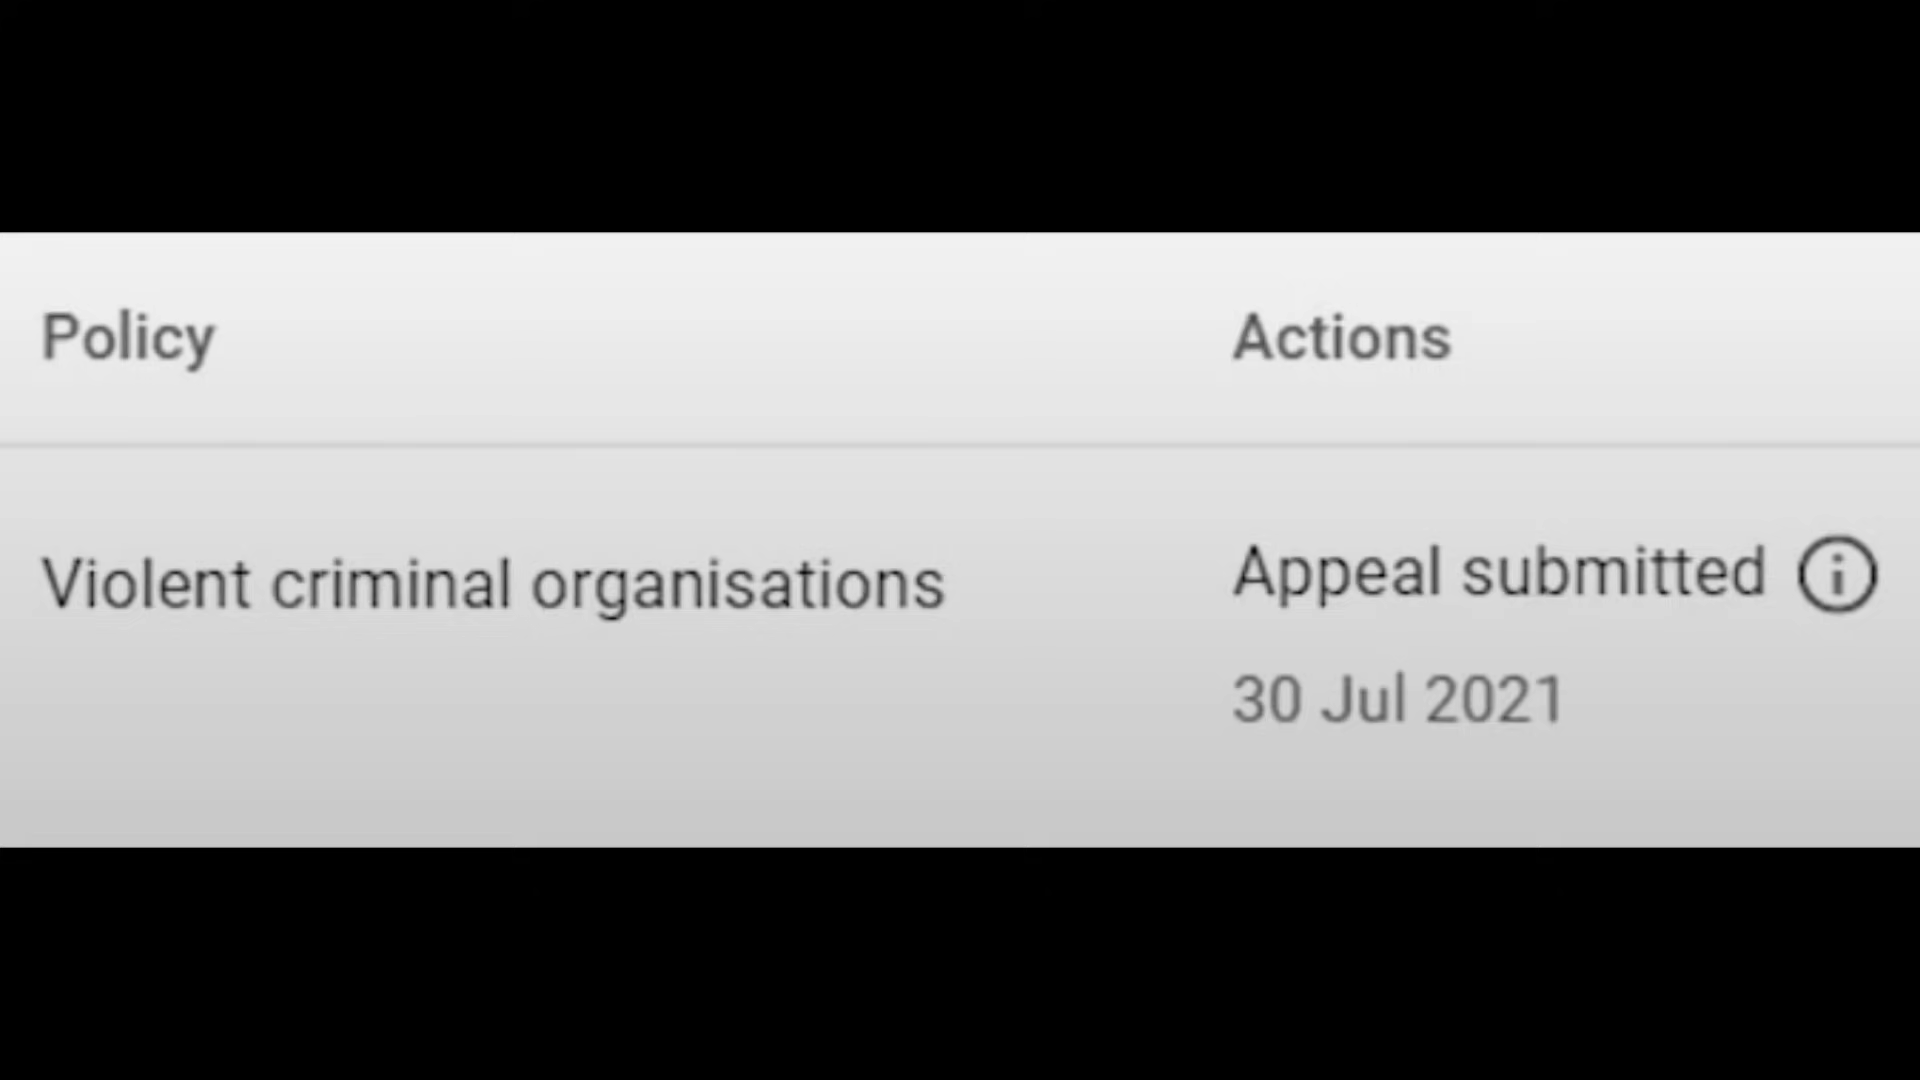 Policy
Actions
Violent criminal organisations
Appeal submitted
30 Jul 2021